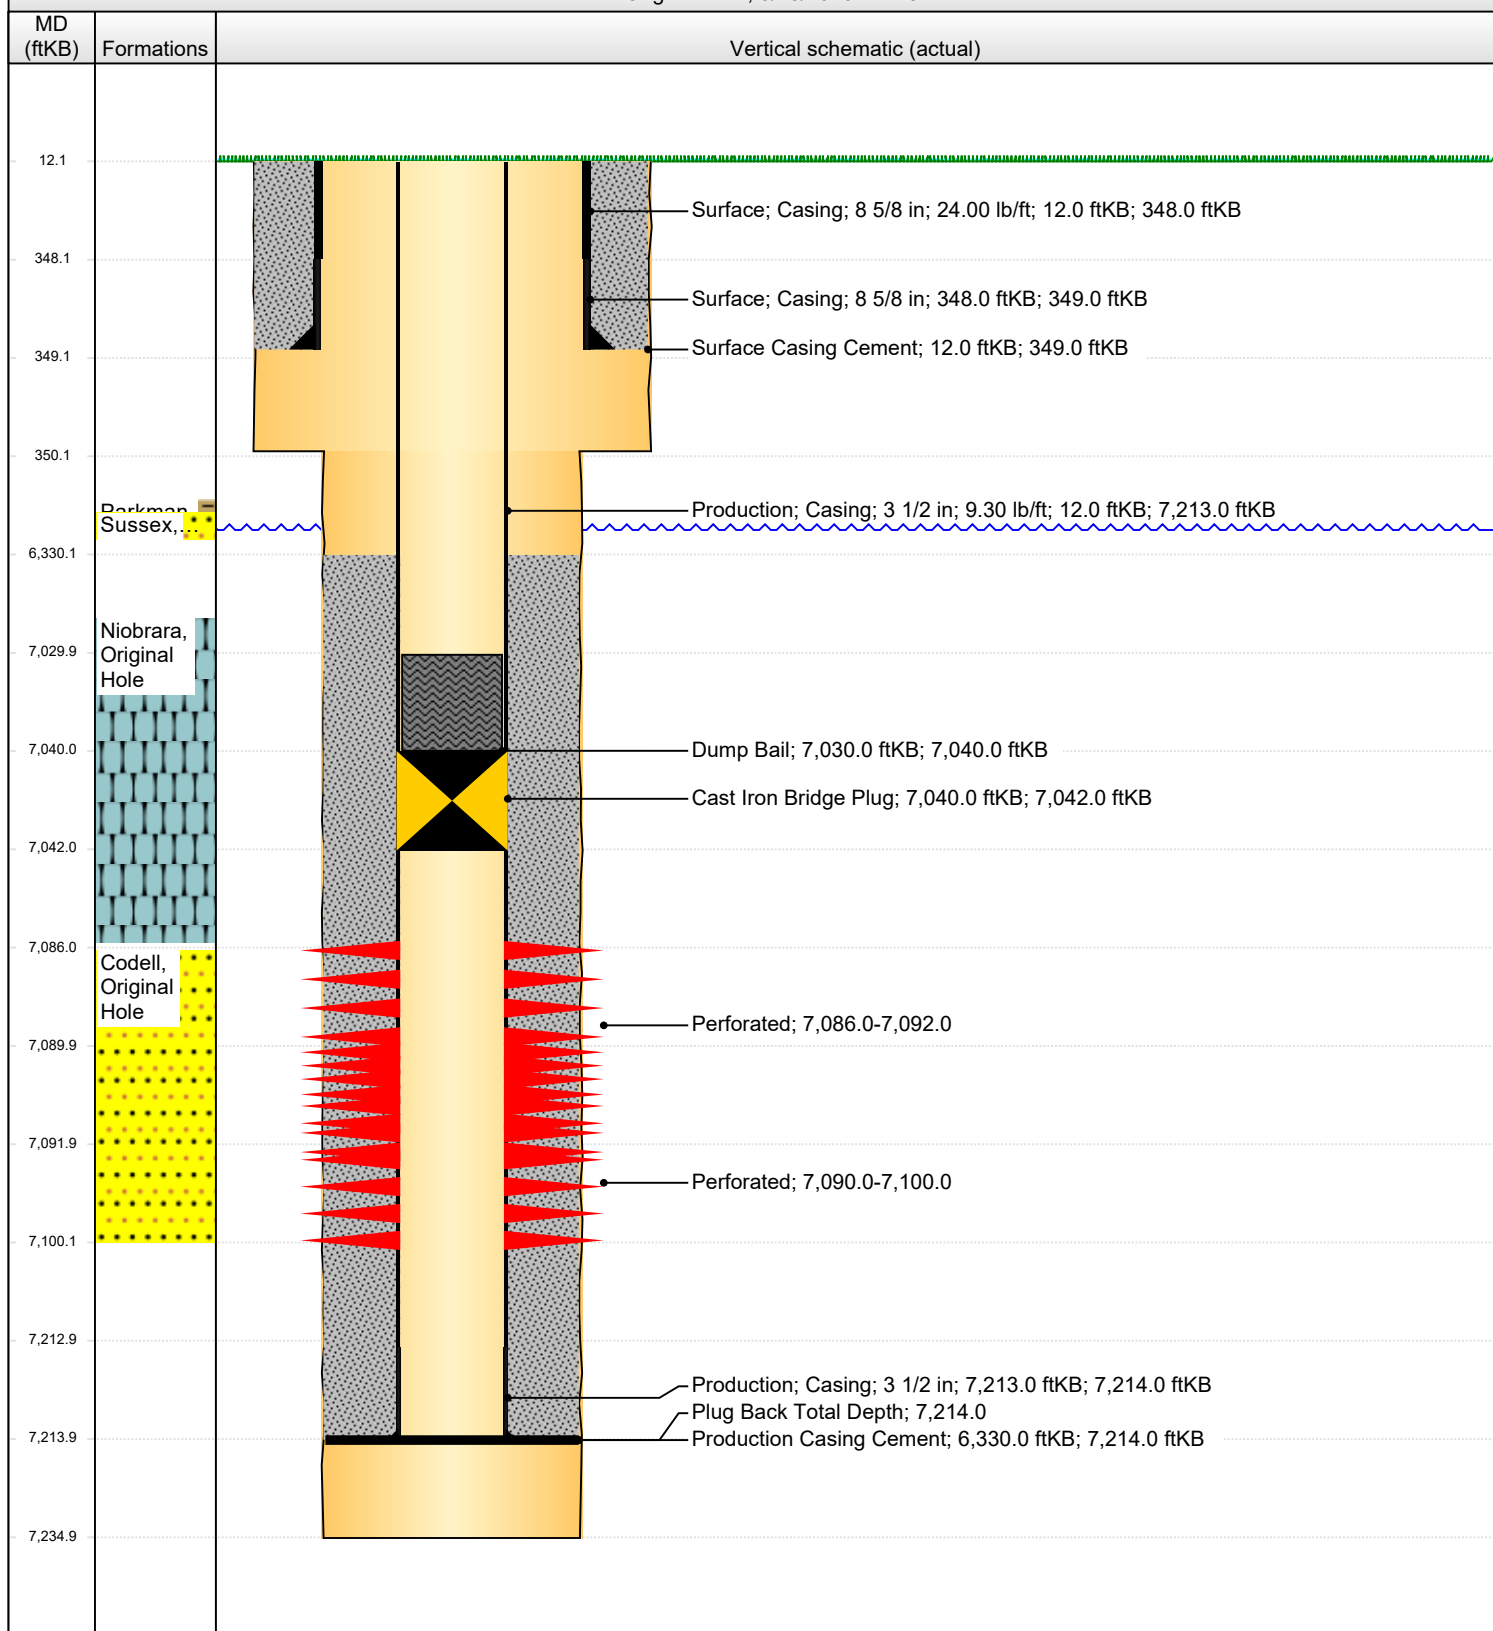 MD
(ftKB)
Formations
Vertical schematic (actual)
12.1
Surface; Casing; 8 5/8 in; 24.00 lb/ft; 12.0 ftKB; 348.0 ftKB
348.1
Surface; Casing; 8 5/8 in; 348.0 ftKB; 349.0 ftKB
Surface Casing Cement; 12.0 ftKB; 349.0 ftKB
349.1
350.1
Parkman
Production; Casing; 3 1/2 in; 9.30 lb/ft; 12.0 ftKB; 7,213.0 ftKB
Sussex,...
6,330.1
Niobrara,
Original
Hole
7,029.9
7,040.0
Dump Bail; 7,030.0 ftKB; 7,040.0 ftKB
Cast Iron Bridge Plug; 7,040.0 ftKB; 7,042.0 ftKB
7,042.0
7,086.0
Codell,
Original
Hole
Perforated; 7,086.0-7,092.0
7,089.9
7,091.9
Perforated; 7,090.0-7,100.0
7,100.1
7,212.9
Production; Casing; 3 1/2 in; 7,213.0 ftKB; 7,214.0 ftKB
Plug Back Total Depth; 7,214.0
7,213.9
Production Casing Cement; 6,330.0 ftKB; 7,214.0 ftKB
7,234.9